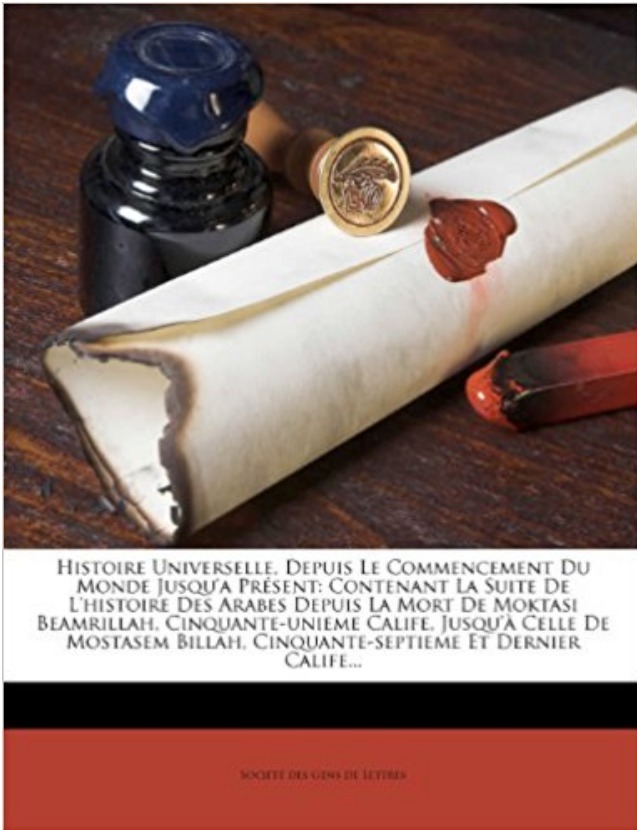 Histoire Universelle, Depuis Le Commencement Du
Monde Jusqu'a Présent: Contenant La Suite De
L'histoire Des Arabes Depuis La Mort De Moktasi
Beamrillah, Cinquante-unieme Calife, Jusqu'à Celle De
Mostasem Billah, Cinquante-septieme Et Dernier
Calife...
Société des Gens de Lettres